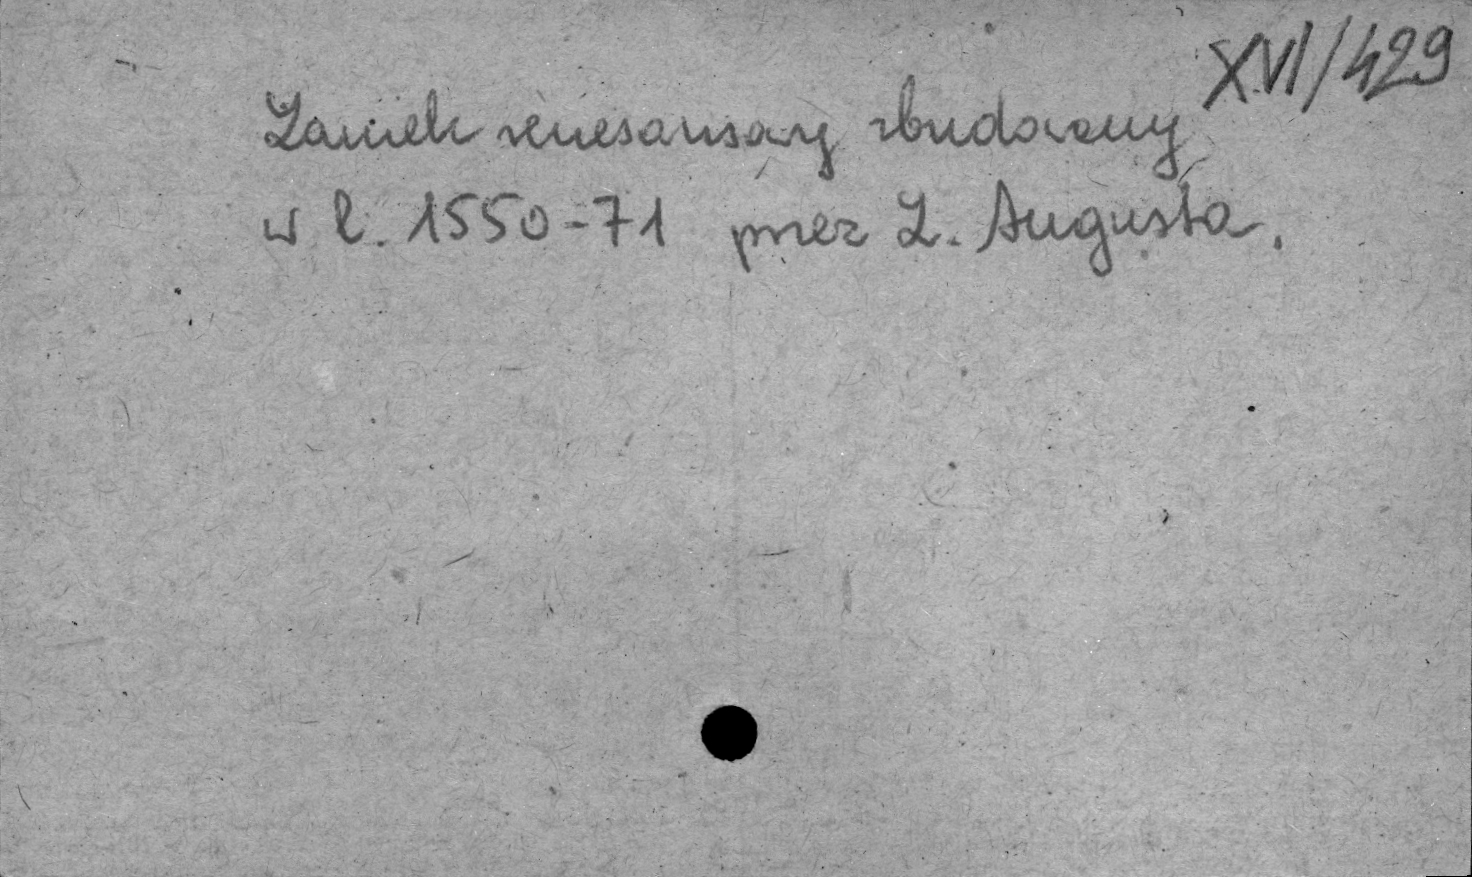 XVI/429
Zamek renesansowy zbudowany
w l. 1550-71 przez Z. Augusta.